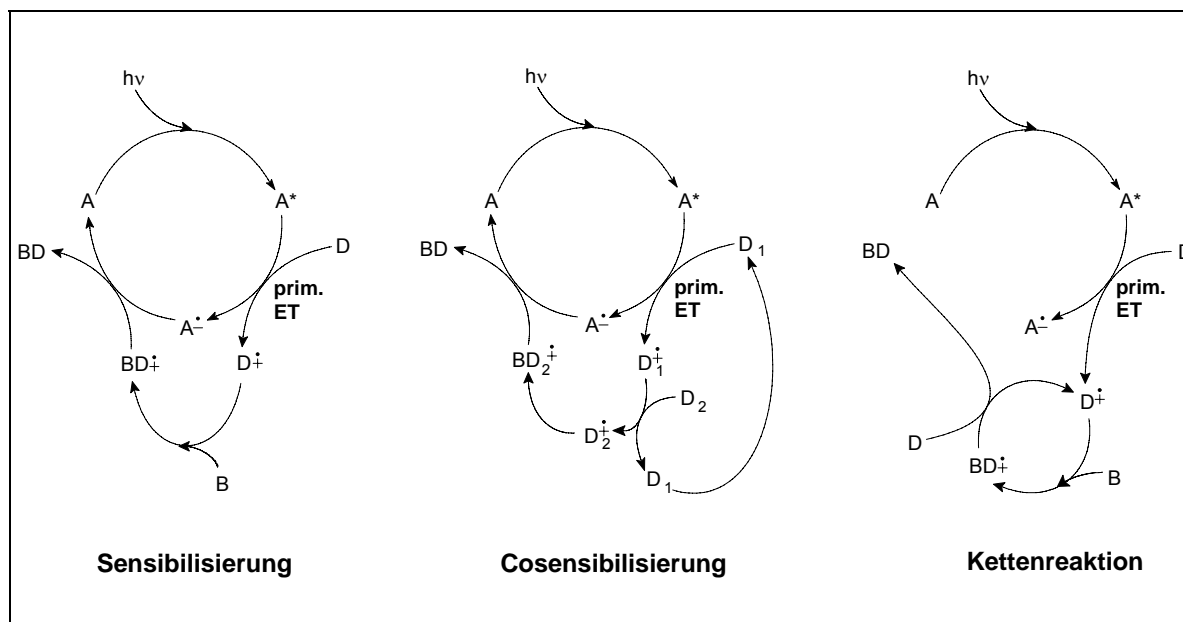 hν
A
A*
BD
D
prim.
ET
A•−
BD•+
D•+
B
Sensibilisierung
hν
A
A*
BD
D1
prim.
ET
A•−
BD2•+
D1•+
D2
D2•+
D1
Cosensibilisierung
hν
A
A*
BD
D
prim.
ET
A•−
D•+
D
BD•+
B
Kettenreaktion